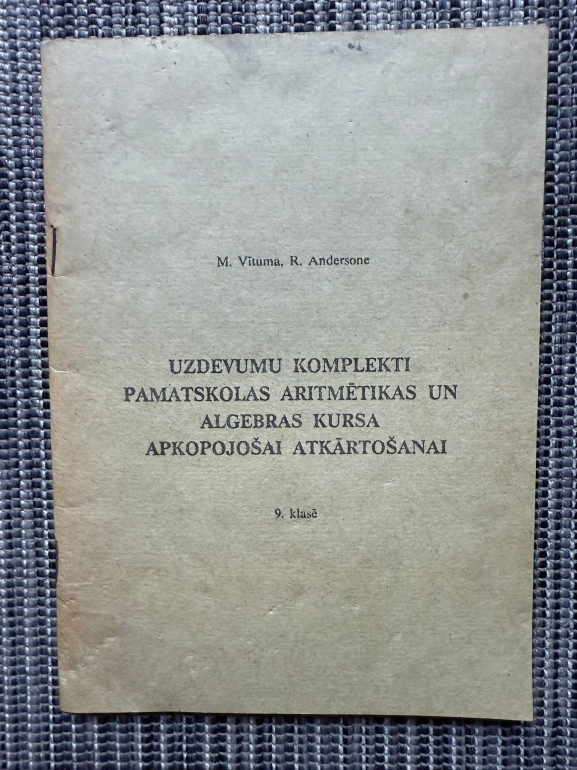 M. Vītuma, R. Andersone
UZDEVUMU KOMPLEKTI
PAMATSKOLAS ARITMĒTIKAS UN
ALGEBRAS KURSA
APKOPOJOŠAI ATKĀRTOŠANAI
9. klasē